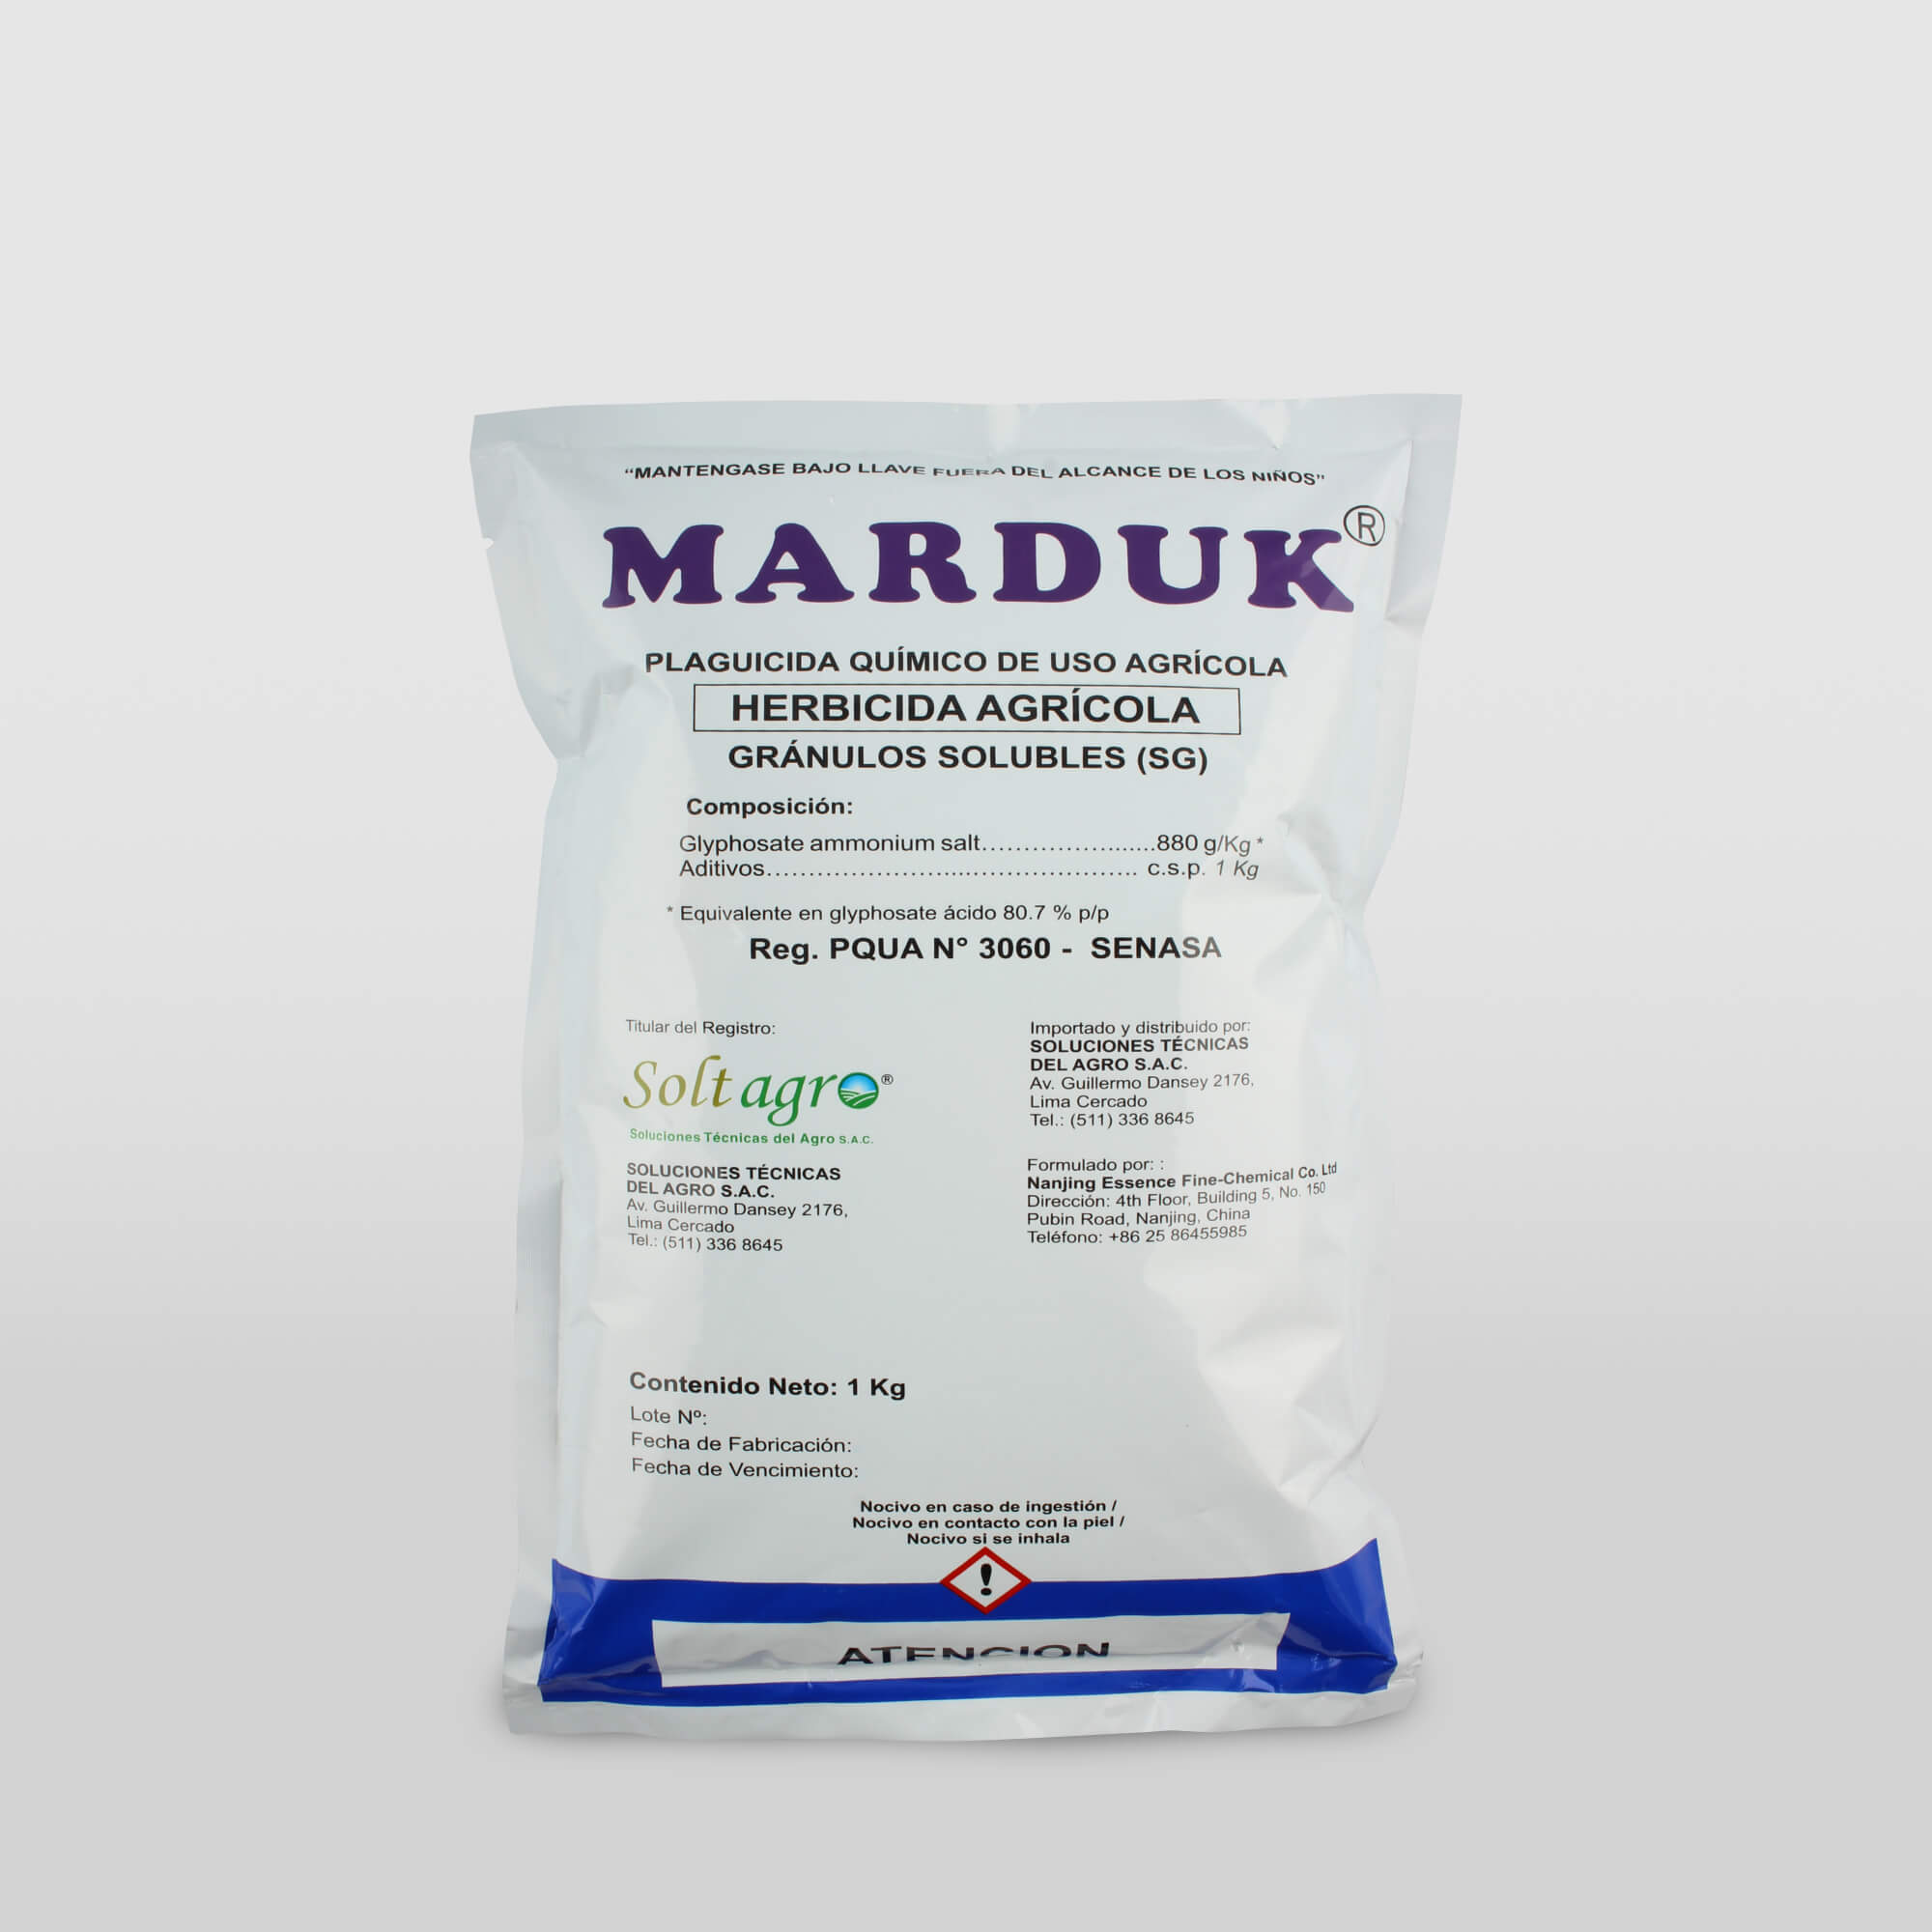 “MANTENGASE BAJO LLAVE FUERA DEL ALCANCE DE LOS NIÑOS”
MARDUK®
PLAGUICIDA QUÍMICO DE USO AGRÍCOLA
HERBICIDA AGRÍCOLA
GRÁNULOS SOLUBLES (SG)
Composición:
Glyphosate ammonium salt.......................880 g/Kg *
Aditivos............................................. c.s.p. 1 Kg
* Equivalente en glyphosate ácido 80.7 % p/p
Reg. PQUA N° 3060 - SENASA
Titular del Registro:
Soltagro®
Soluciones Técnicas del Agro S.A.C.
SOLUCIONES TÉCNICAS
DEL AGRO S.A.C.
Av. Guillermo Dansey 2176,
Lima Cercado
Tel.: (511) 336 8645
Importado y distribuido por:
SOLUCIONES TÉCNICAS
DEL AGRO S.A.C.
Av. Guillermo Dansey 2176,
Lima Cercado
Tel.: (511) 336 8645
Formulado por: :
Nanjing Essence Fine-Chemical Co. Ltd
Dirección: 4th Floor, Building 5, No. 150
Pubin Road, Nanjing, China
Teléfono: +86 25 86455985
Contenido Neto: 1 Kg
Lote Nº:
Fecha de Fabricación:
Fecha de Vencimiento:
Nocivo en caso de ingestión /
Nocivo en contacto con la piel /
Nocivo si se inhala
!
ATENCION